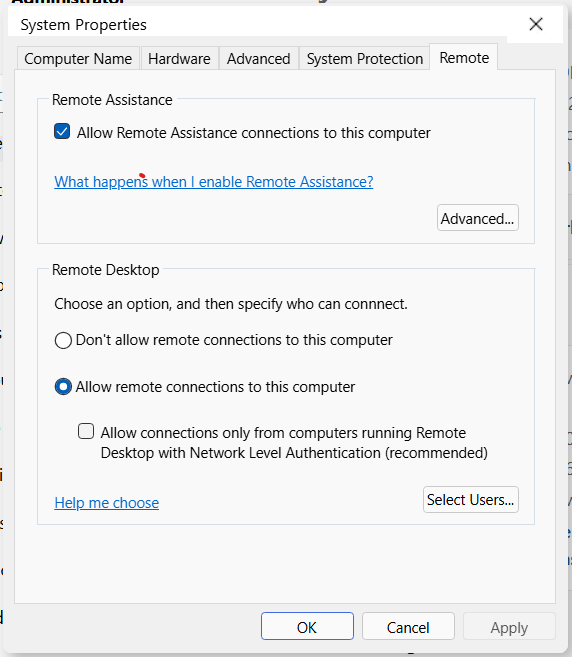 Administrator
System Properties
Computer Name
Hardware
Advanced
System Protection
Remote
Remote Assistance
Allow Remote Assistance connections to this computer
What happens when I enable Remote Assistance?
Advanced...
Remote Desktop
Choose an option, and then specify who can connnect.
Don't allow remote connections to this computer
Allow remote connections to this computer
Allow connections only from computers running Remote
Desktop with Network Level Authentication (recommended)
Help me choose
Select Users...
OK
Cancel
Apply